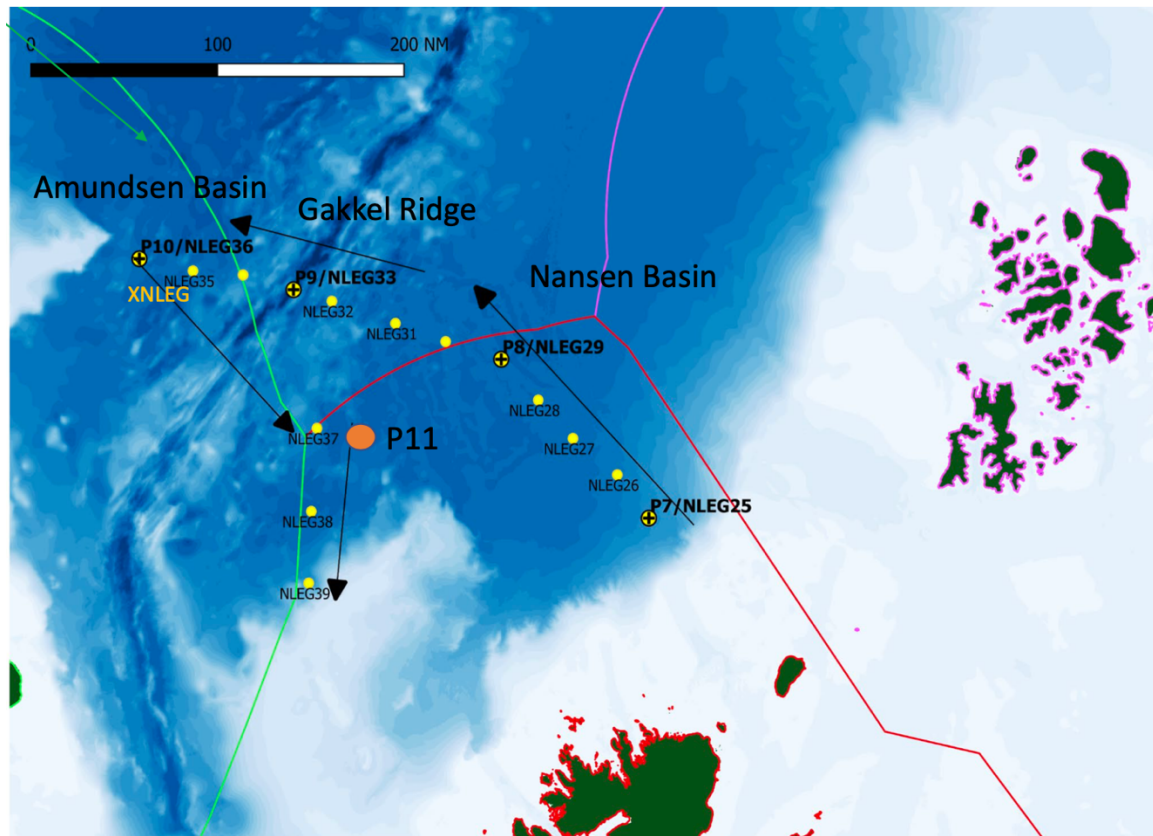 0 100 200 NM
Amundsen Basin
Gakkel Ridge
P10/NLEG36
NLEG35
XNLEG
P9/NLEG33
NLEG32
NLEG31
Nansen Basin
P8/NLEG29
NLEG28
NLEG27
NLEG26
P7/NLEG25
NLEG37
P11
NLEG38
NLEG39